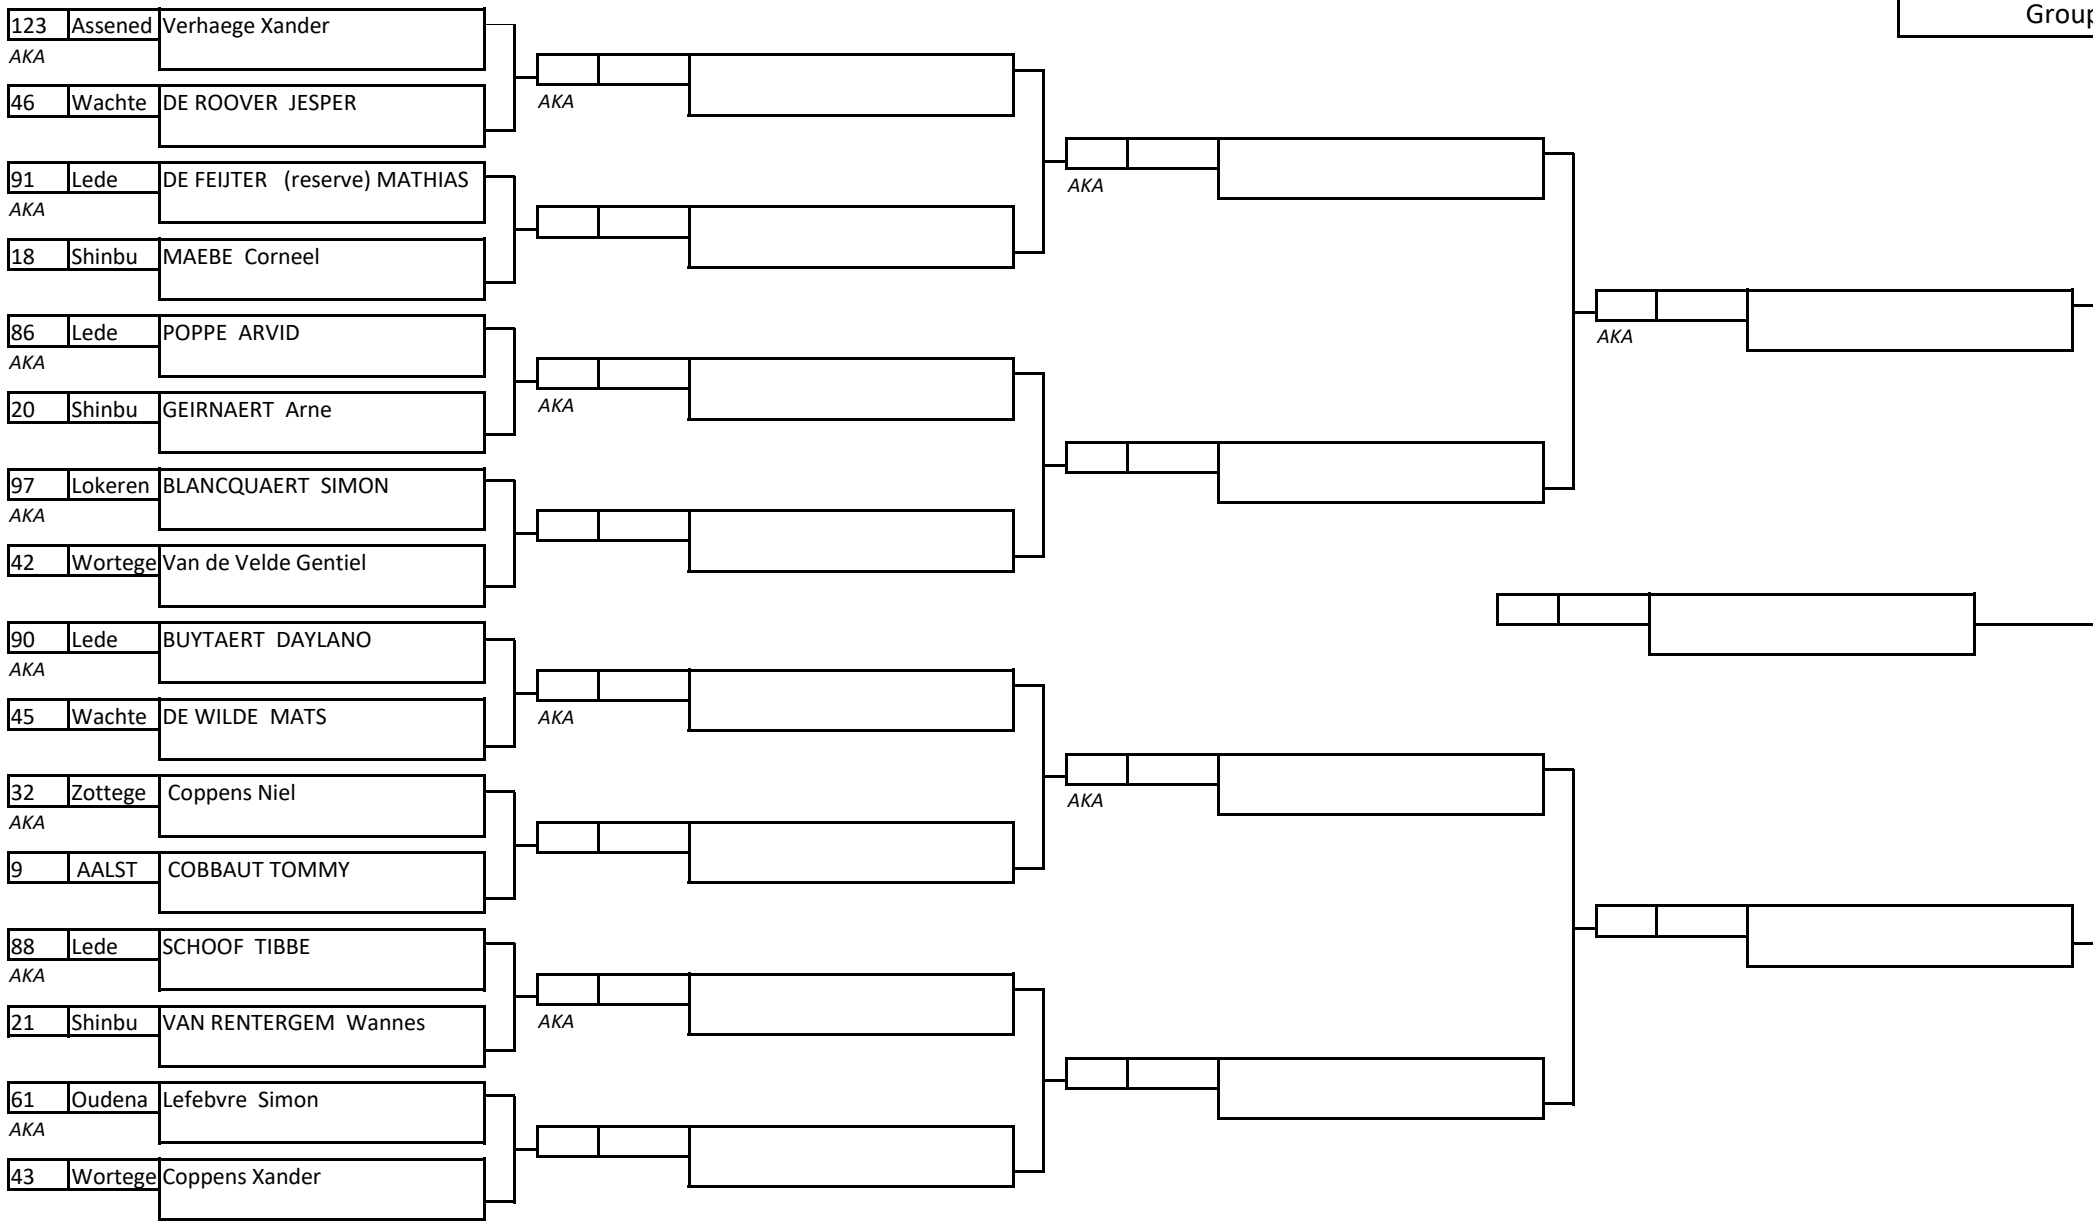 Group
123 Assened Verhaege Xander
AKA
AKA
46 Wachte DE ROOVER JESPER
91 Lede DE FEIJTER (reserve) MATHIAS
AKA
AKA
18 Shinbu MAEBE Corneel
86 Lede POPPE ARVID
AKA
AKA
20 Shinbu GEIRNAERT Arne
AKA
97 Lokeren BLANCQUAERT SIMON
AKA
42 Wortege Van de Velde Gentiel
90 Lede BUYTAERT DAYLANO
AKA
45 Wachte DE WILDE MATS
AKA
32 Zottege Coppens Niel
AKA
AKA
9 AALST COBBAUT TOMMY
88 Lede SCHOOF TIBBE
AKA
21 Shinbu VAN RENTERGEM Wannes
AKA
61 Oudena Lefebvre Simon
AKA
43 Wortege Coppens Xander